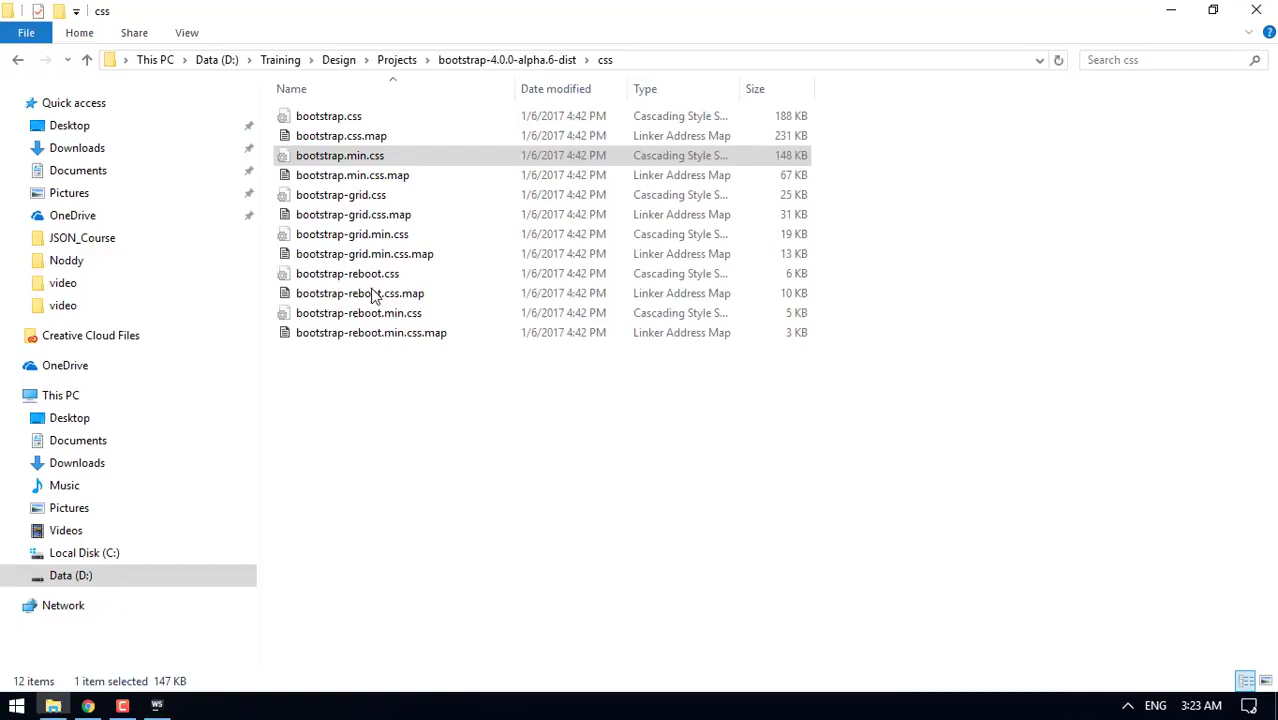 css
File Home Share View
This PC Data (D:) Training Design Projects bootstrap-4.0.0-alpha.6-dist css Search css
Name Date modified Type Size
Quick access
Desktop
Downloads
Documents
Pictures
OneDrive
JSON_Course
Noddy
video
video
Creative Cloud Files
OneDrive
This PC
Desktop
Documents
Downloads
Music
Pictures
Videos
Local Disk (C:)
Data (D:)
Network
bootstrap.css 1/6/2017 4:42 PM Cascading Style S... 188 KB
bootstrap.css.map 1/6/2017 4:42 PM Linker Address Map 231 KB
bootstrap.min.css 1/6/2017 4:42 PM Cascading Style S... 148 KB
bootstrap.min.css.map 1/6/2017 4:42 PM Linker Address Map 67 KB
bootstrap-grid.css 1/6/2017 4:42 PM Cascading Style S... 25 KB
bootstrap-grid.css.map 1/6/2017 4:42 PM Linker Address Map 31 KB
bootstrap-grid.min.css 1/6/2017 4:42 PM Cascading Style S... 19 KB
bootstrap-grid.min.css.map 1/6/2017 4:42 PM Linker Address Map 13 KB
bootstrap-reboot.css 1/6/2017 4:42 PM Cascading Style S... 6 KB
bootstrap-reboot.css.map 1/6/2017 4:42 PM Linker Address Map 10 KB
bootstrap-reboot.min.css 1/6/2017 4:42 PM Cascading Style S... 5 KB
bootstrap-reboot.min.css.map 1/6/2017 4:42 PM Linker Address Map 3 KB
12 items 1 item selected 147 KB
WS ENG 3:23 AM